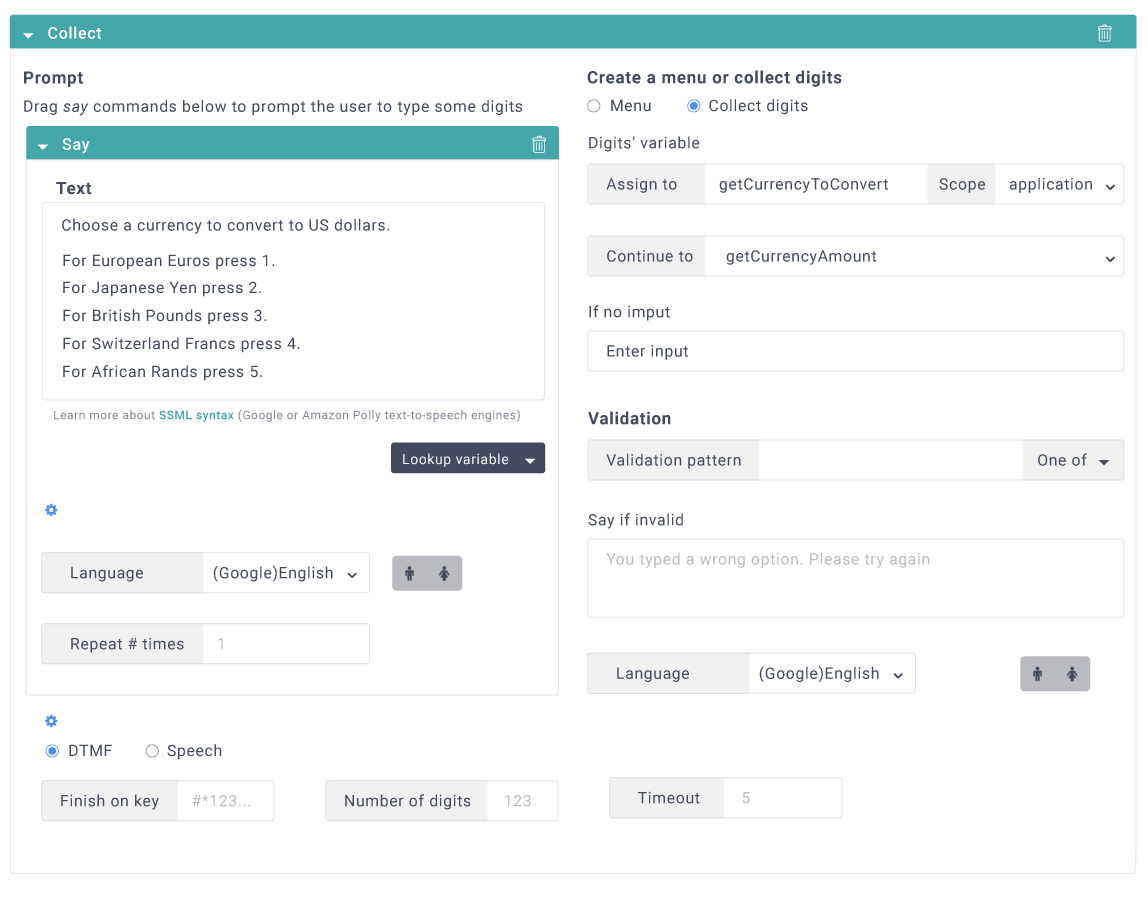 Collect
Prompt
Drag say commands below to prompt the user to type some digits
Say
Text
Choose a currency to convert to US dollars.
For European Euros press 1.
For Japanese Yen press 2.
For British Pounds press 3.
For Switzerland Francs press 4.
For African Rands press 5.
Learn more about SSML syntax (Google or Amazon Polly text-to-speech engines)
Lookup variable
Language (Google)English
Repeat # times 1
DTMF Speech
Finish on key #*123...
Number of digits 123
Timeout 5
Create a menu or collect digits
Menu Collect digits
Digits’ variable
Assign to getCurrencyToConvert Scope application
Continue to getCurrencyAmount
If no imput
Enter input
Validation
Validation pattern One of
Say if invalid
You typed a wrong option. Please try again
Language (Google)English